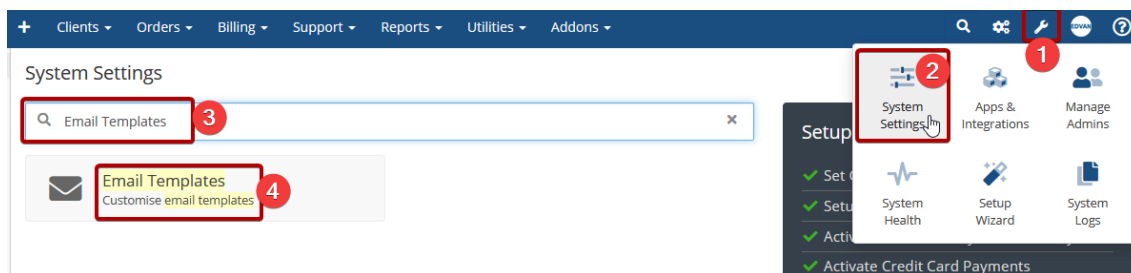 + Clients Orders Billing Support Reports Utilities Addons EDVAN ?
1
System Settings
2
System Settings
Apps & Integrations
Manage Admins
Email Templates ×
3
Setup
Email Templates
Customise email templates
4
Set
Setu
System Health
Setup Wizard
System Logs
Activ
Activate Credit Card Payments